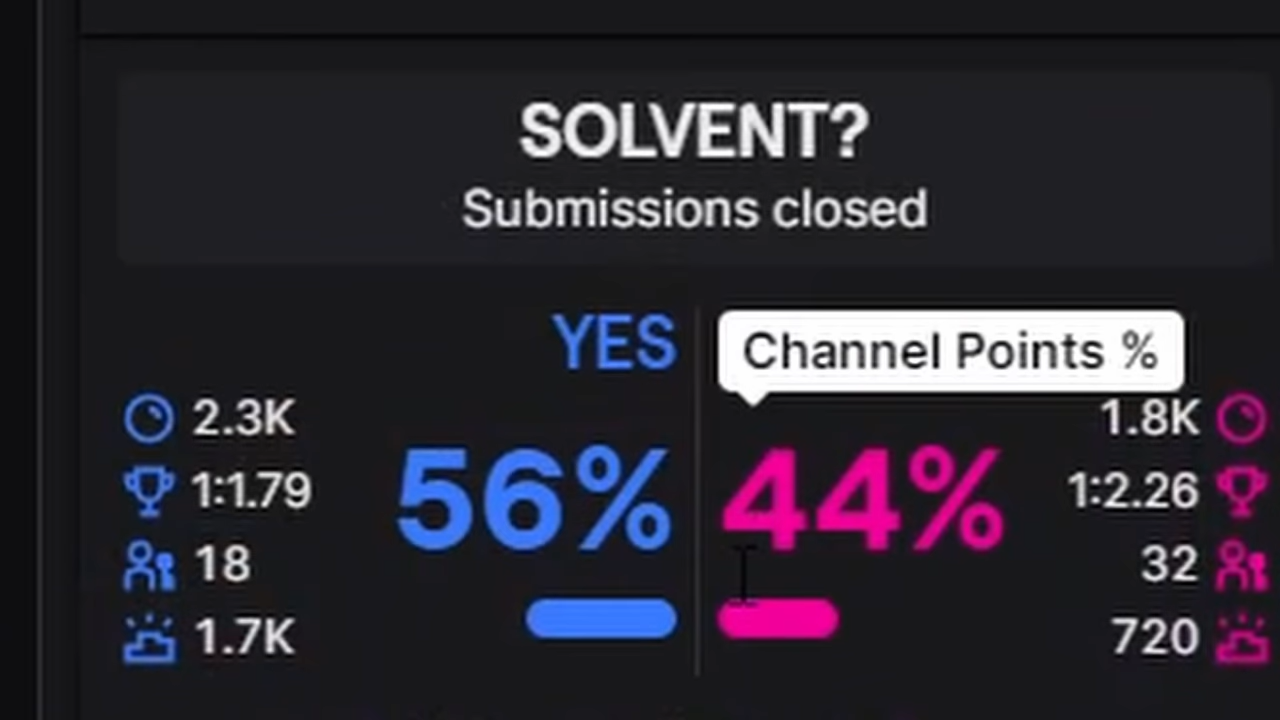 SOLVENT?
Submissions closed
YES
Channel Points %
2.3K
1:1.79
18
1.7K
56%
44%
1.8K
1:2.26
32
720